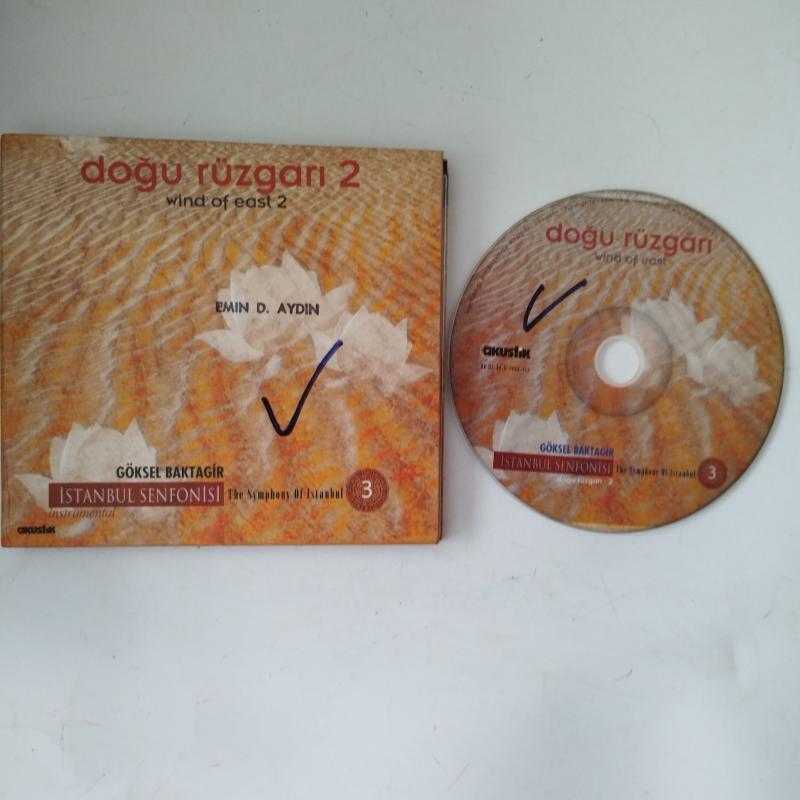 doğu rüzgarı 2
wind of east 2
EMIN D. AYDIN
GÖKSEL BAKTAGİR
İSTANBUL SENFONİSİ The Symphony Of Istanbul 3
instrumental
akustik
doğu rüzgarı
wind of east
akustik
GÖKSEL BAKTAGİR
İSTANBUL SENFONİSİ The Symphony Of Istanbul 3
doğu rüzgarı 2